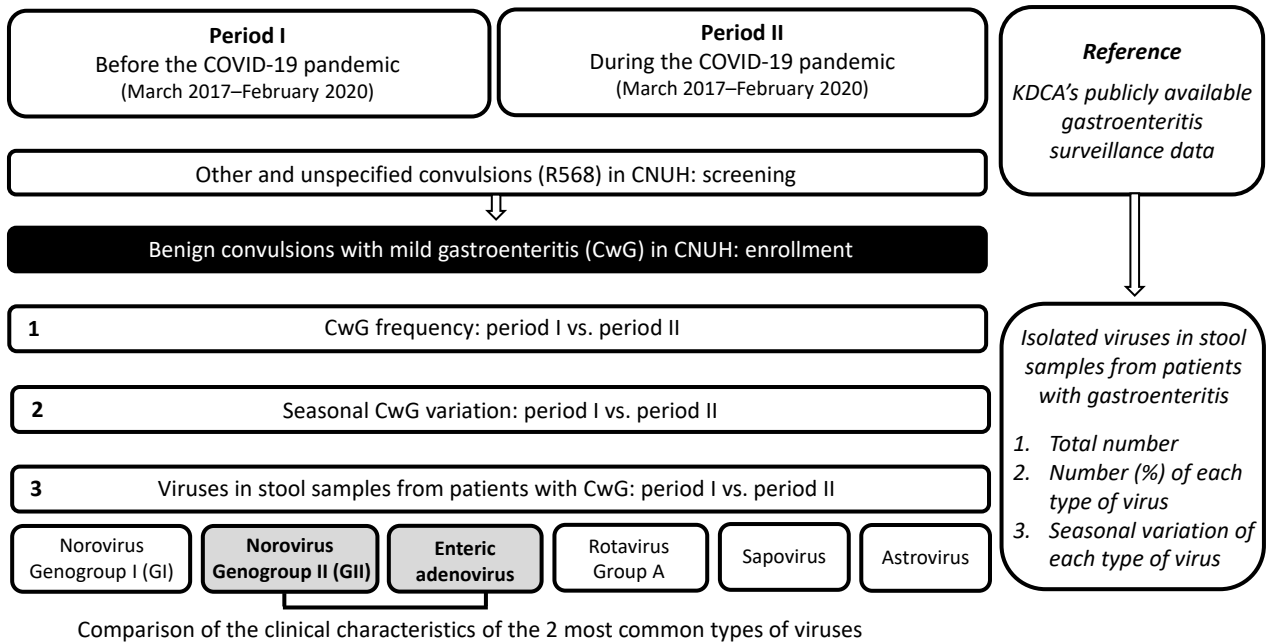 Period I
Before the COVID-19 pandemic
(March 2017–February 2020)
Period II
During the COVID-19 pandemic
(March 2017–February 2020)
Reference
KDCA’s publicly available
gastroenteritis
surveillance data
Other and unspecified convulsions (R568) in CNUH: screening
Benign convulsions with mild gastroenteritis (CwG) in CNUH: enrollment
1 CwG frequency: period I vs. period II
2 Seasonal CwG variation: period I vs. period II
3 Viruses in stool samples from patients with CwG: period I vs. period II
Norovirus
Genogroup I (GI)
Norovirus
Genogroup II (GII)
Enteric
adenovirus
Rotavirus
Group A
Sapovirus
Astrovirus
Comparison of the clinical characteristics of the 2 most common types of viruses
Isolated viruses in stool
samples from patients
with gastroenteritis
1. Total number
2. Number (%) of each
type of virus
3. Seasonal variation of
each type of virus